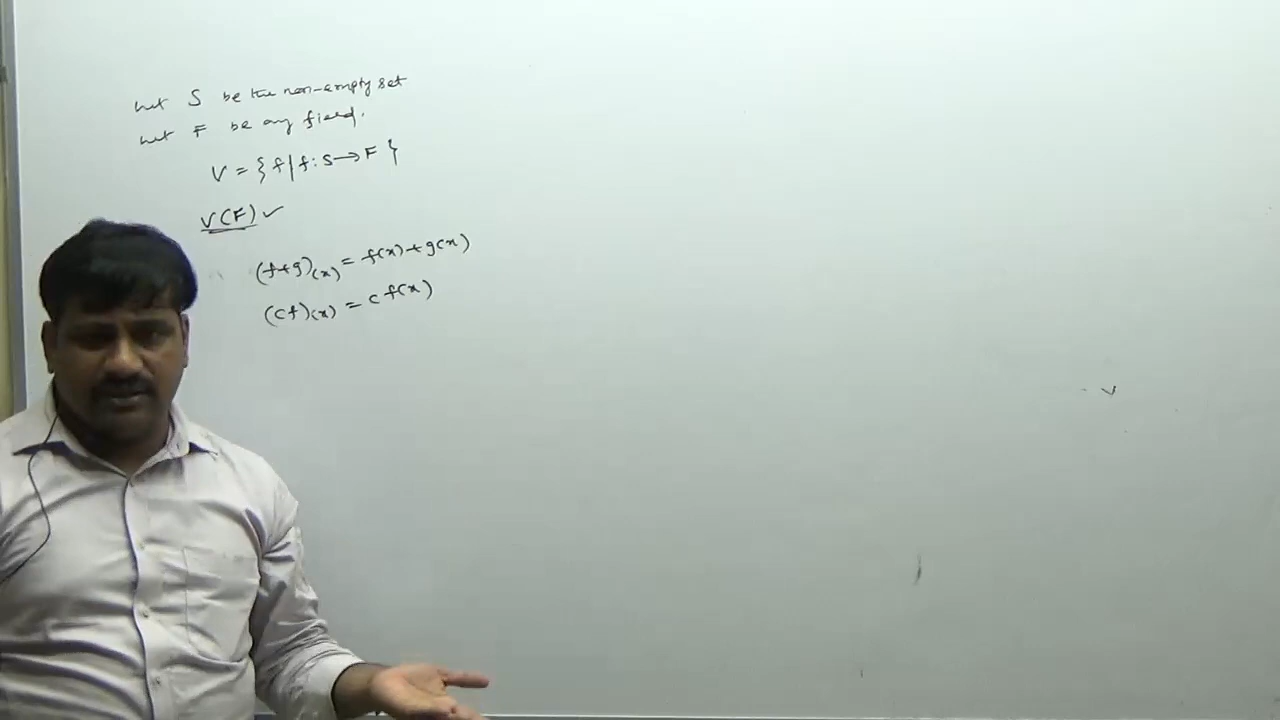 Let S be the non-empty set
Let F be any field.
V = { f | f : S → F }
V(F) ✓
(f+g)(x) = f(x) + g(x)
(cf)(x) = c f(x)
v